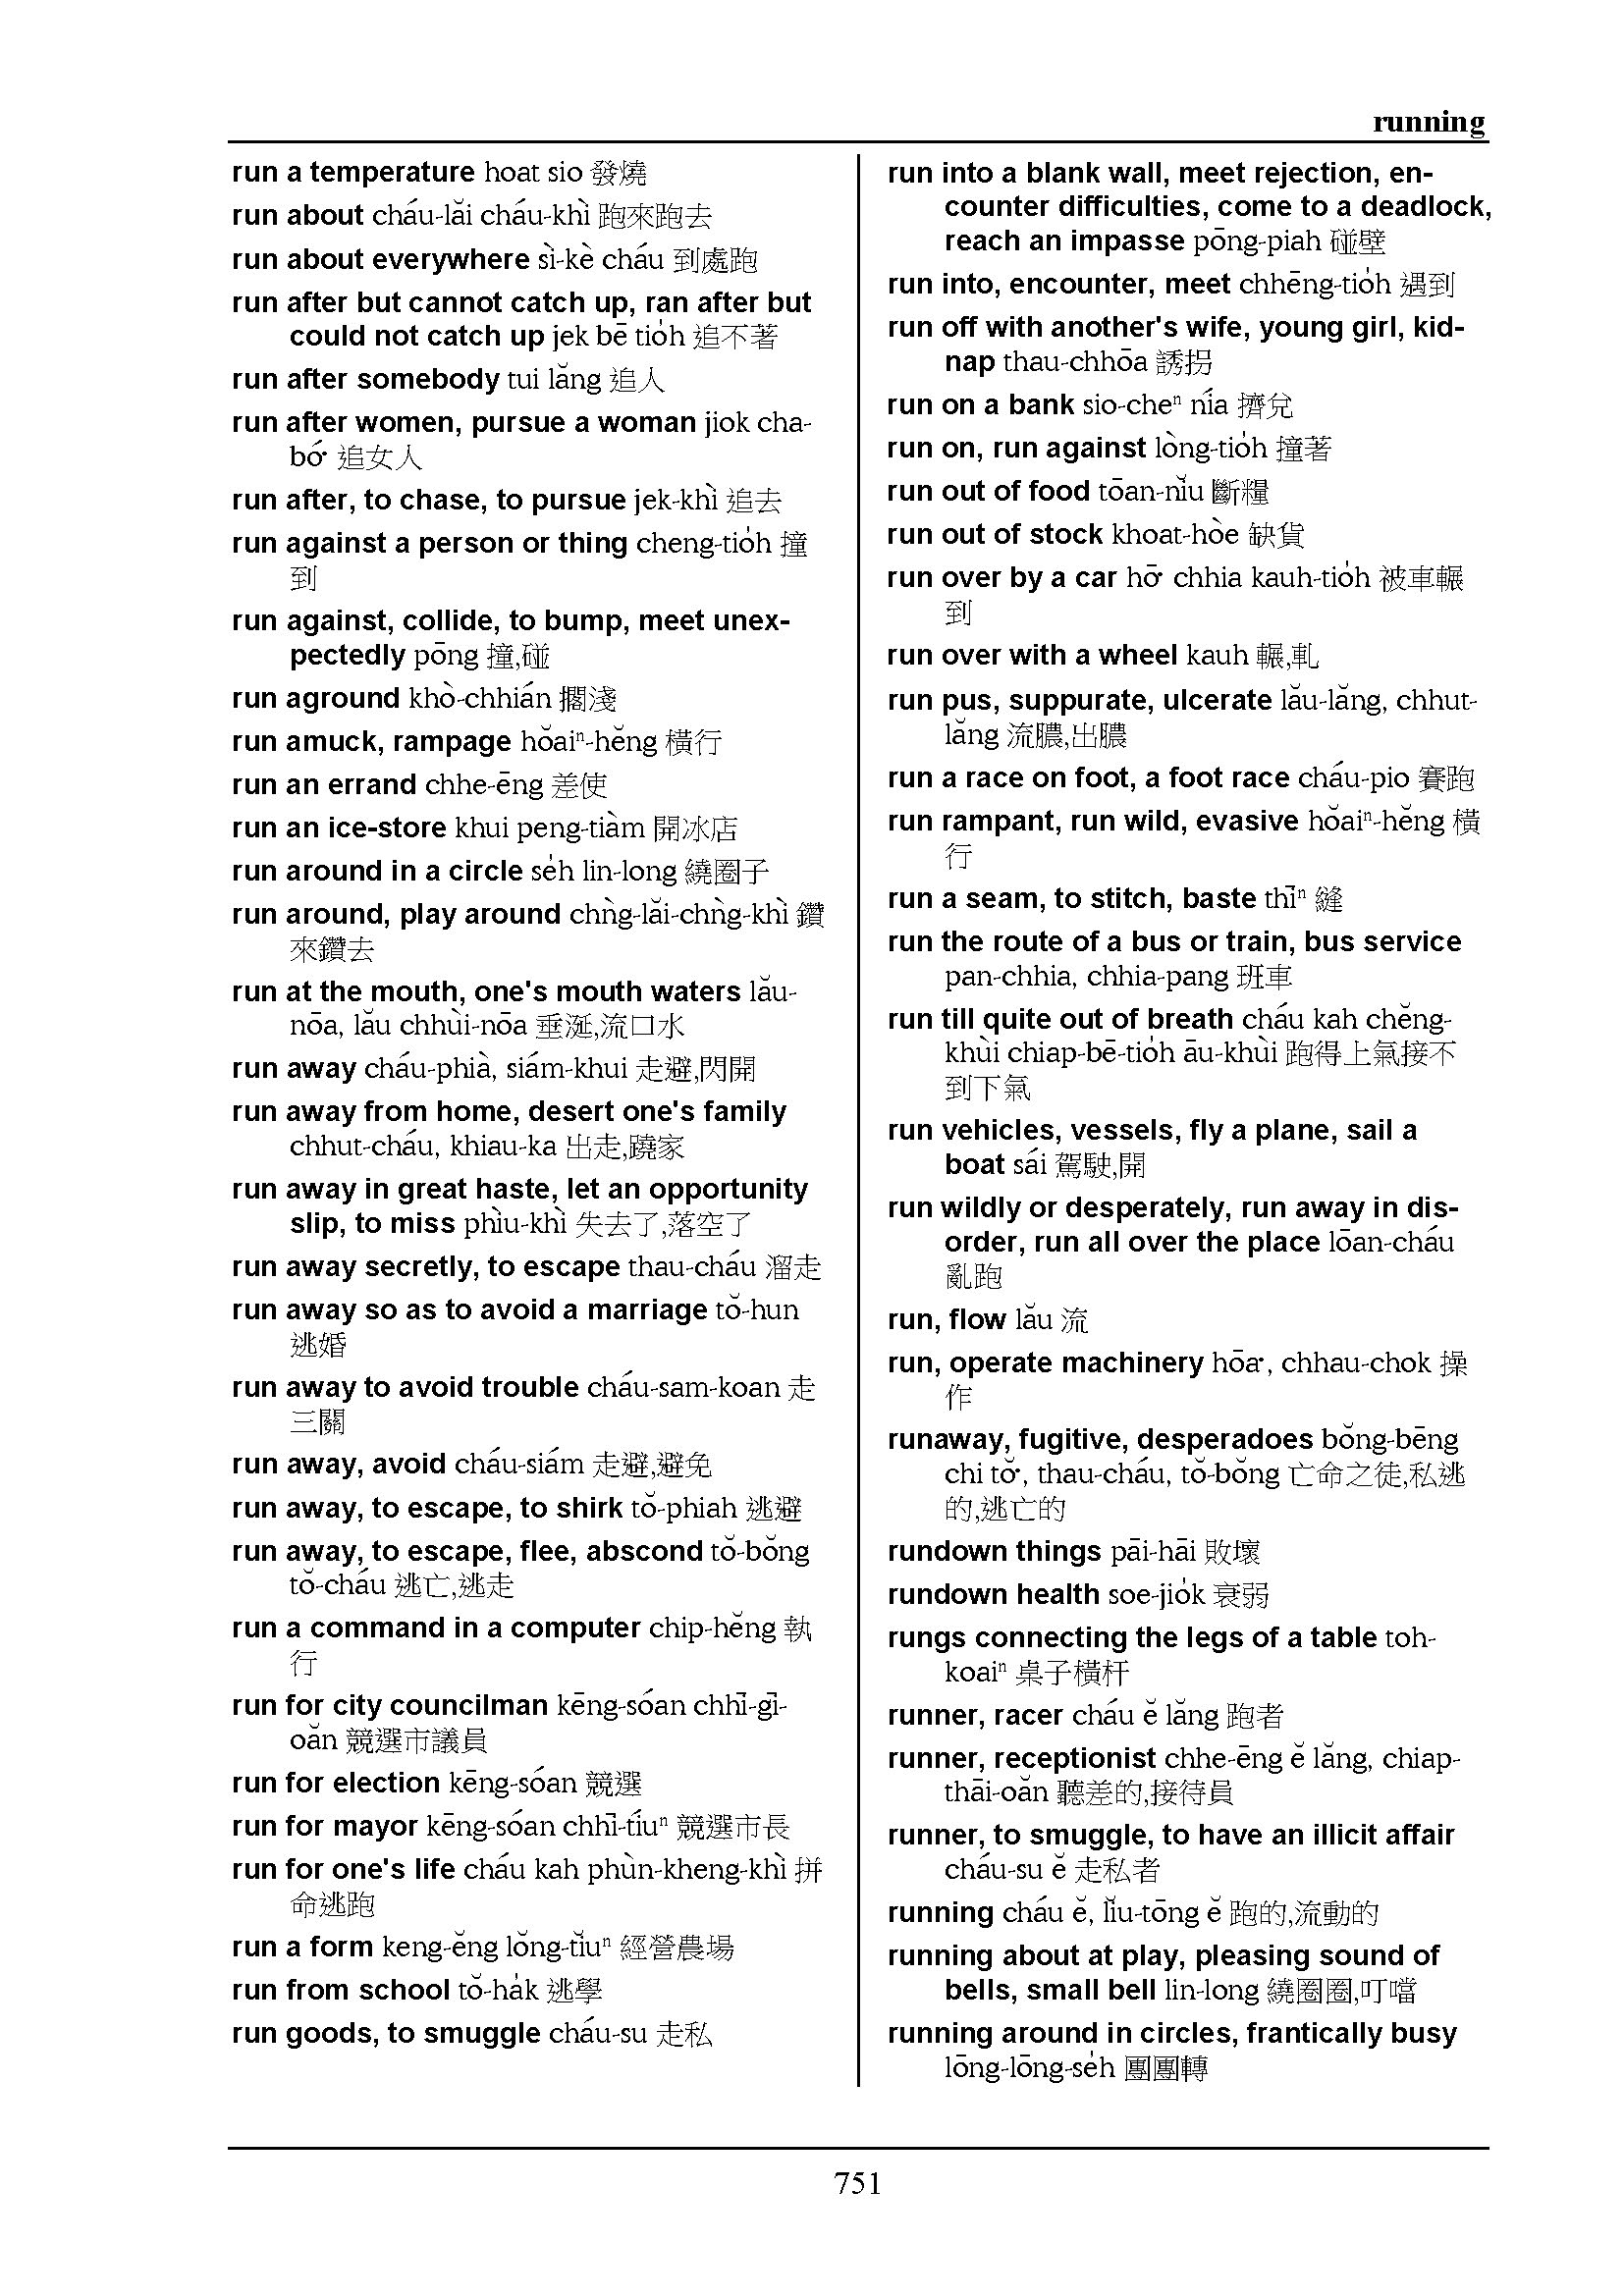 running
run a temperature hoat sio 發燒
run about cháu-lăi cháu-khì 跑來跑去
run about everywhere sì-kè cháu 到處跑
run after but cannot catch up, ran after but
could not catch up jek bē tio̍h 追不著
run after somebody tui lăng 追人
run after women, pursue a woman jiok cha-
bó͘ 追女人
run after, to chase, to pursue jek-khì 追去
run against a person or thing cheng-tio̍h 撞
到
run against, collide, to bump, meet unex-
pectedly pōng 撞,碰
run aground khò-chhián 擱淺
run amuck, rampage hŏaiⁿ-hĕng 橫行
run an errand chhe-ēng 差使
run an ice-store khui peng-tiàm 開冰店
run around in a circle se̍h lin-long 繞圈子
run around, play around chǹg-lăi-chǹg-khì 鑽
來鑽去
run at the mouth, one's mouth waters lău-
nōa, lău chhùi-nōa 垂涎,流口水
run away cháu-phià, siám-khui 走避,閃開
run away from home, desert one's family
chhut-cháu, khiau-ka 出走,蹺家
run away in great haste, let an opportunity
slip, to miss phìu-khì 失去了,落空了
run away secretly, to escape thau-cháu 溜走
run away so as to avoid a marriage tŏ-hun
逃婚
run away to avoid trouble cháu-sam-koan 走
三關
run away, avoid cháu-siám 走避,避免
run away, to escape, to shirk tŏ-phiah 逃避
run away, to escape, flee, abscond tŏ-bŏng
tŏ-cháu 逃亡,逃走
run a command in a computer chip-hĕng 執
行
run for city councilman kēng-sóan chhī-gī-
oăn 競選市議員
run for election kēng-sóan 競選
run for mayor kēng-sóan chhī-tíuⁿ 競選市長
run for one's life cháu kah phùn-kheng-khì 拼
命逃跑
run a form keng-ĕng lŏng-tĭuⁿ 經營農場
run from school tŏ-ha̍k 逃學
run goods, to smuggle cháu-su 走私
run into a blank wall, meet rejection, en-
counter difficulties, come to a deadlock,
reach an impasse pōng-piah 碰壁
run into, encounter, meet chhēng-tio̍h 遇到
run off with another's wife, young girl, kid-
nap thau-chhōa 誘拐
run on a bank sio-cheⁿ nía 擠兌
run on, run against lòng-tio̍h 撞著
run out of food tōan-nĭu 斷糧
run out of stock khoat-hòe 缺貨
run over by a car hō͘ chhia kauh-tio̍h 被車輾
到
run over with a wheel kauh 輾,軋
run pus, suppurate, ulcerate lău-lăng, chhut-
lăng 流膿,出膿
run a race on foot, a foot race cháu-pio 賽跑
run rampant, run wild, evasive hŏaiⁿ-hĕng 橫
行
run a seam, to stitch, baste thīⁿ 縫
run the route of a bus or train, bus service
pan-chhia, chhia-pang 班車
run till quite out of breath cháu kah chĕng-
khùi chiap-bē-tio̍h āu-khùi 跑得上氣接不
到下氣
run vehicles, vessels, fly a plane, sail a
boat sái 駕駛,開
run wildly or desperately, run away in dis-
order, run all over the place lōan-cháu
亂跑
run, flow lău 流
run, operate machinery hōa͘, chhau-chok 操
作
runaway, fugitive, desperadoes bŏng-bēng
chi tŏ͘, thau-cháu, tŏ-bŏng 亡命之徒,私逃
的,逃亡的
rundown things pāi-hāi 敗壞
rundown health soe-jio̍k 衰弱
rungs connecting the legs of a table toh-
koaiⁿ 桌子橫杆
runner, racer cháu ĕ lăng 跑者
runner, receptionist chhe-ēng ĕ lăng, chiap-
thāi-oăn 聽差的,接待員
runner, to smuggle, to have an illicit affair
cháu-su ĕ 走私者
running cháu ĕ, lĭu-tōng ĕ 跑的,流動的
running about at play, pleasing sound of
bells, small bell lin-long 繞圈圈,叮噹
running around in circles, frantically busy
lōng-lōng-se̍h 團團轉
751